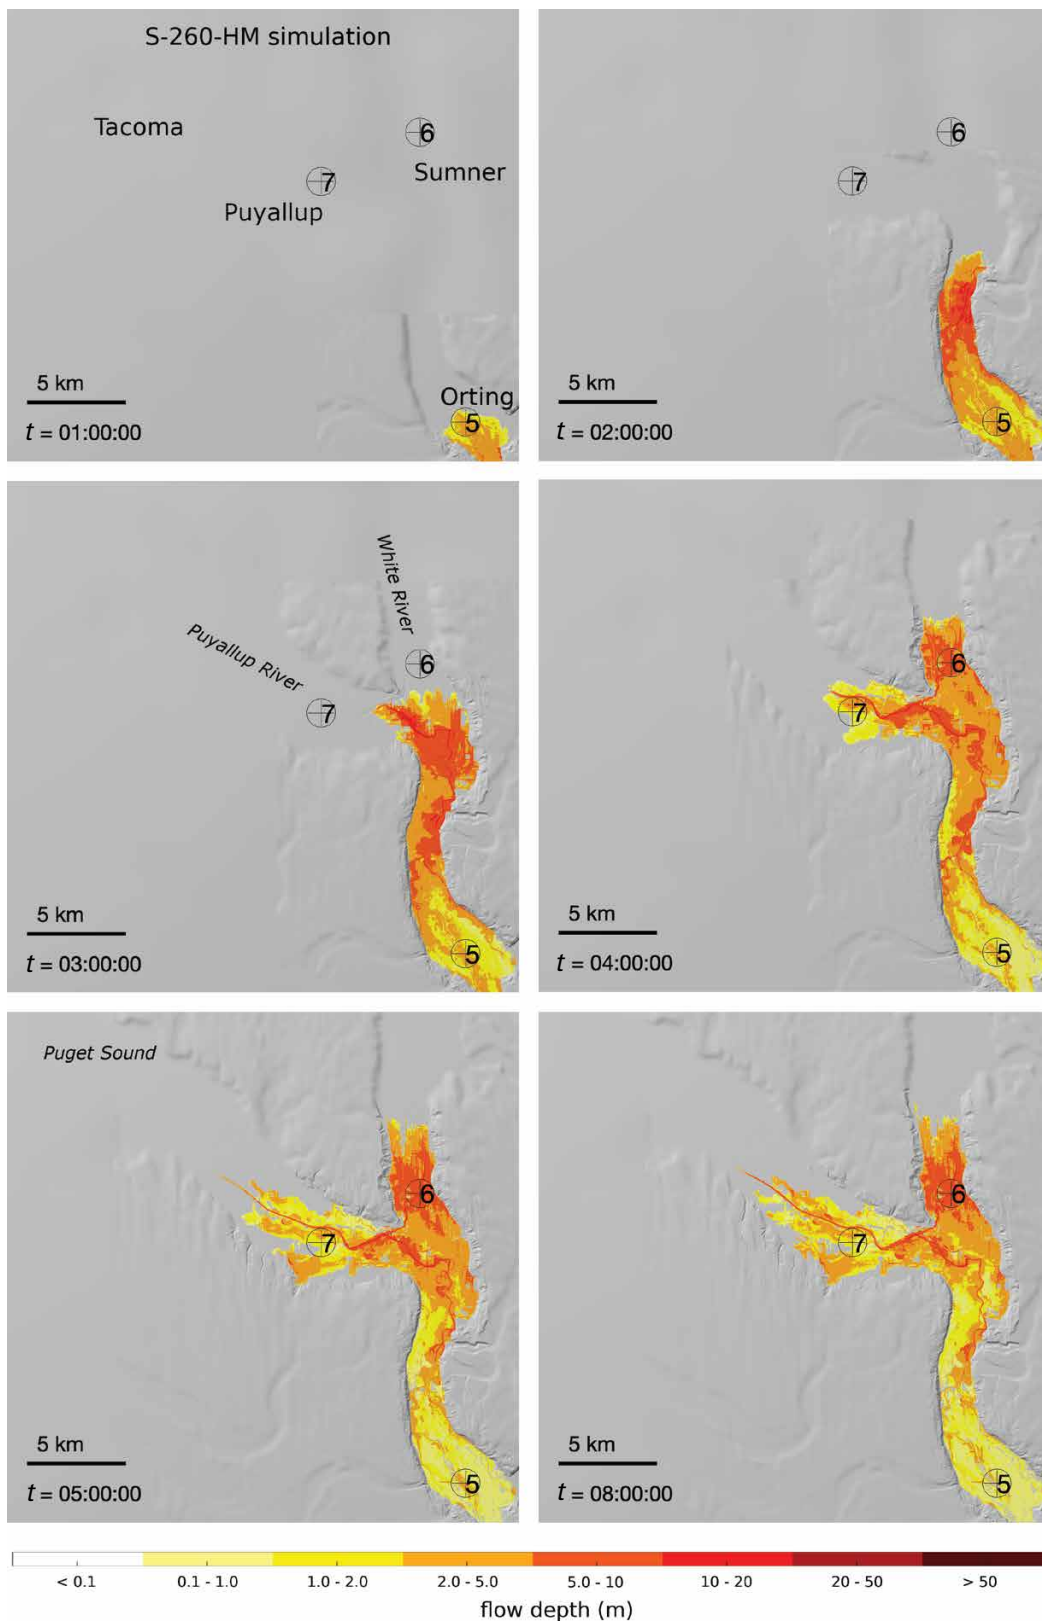 S-260-HM simulation
Tacoma
6
Sumner
7
Puyallup
5 km
Orting
5
t = 01:00:00
6
7
5 km
5
t = 02:00:00
White River
Puyallup River
6
7
5 km
5
t = 03:00:00
6
7
5 km
5
t = 04:00:00
Puget Sound
6
7
5 km
5
t = 05:00:00
6
7
5 km
5
t = 08:00:00
< 0.1 0.1 - 1.0 1.0 - 2.0 2.0 - 5.0 5.0 - 10 10 - 20 20 - 50 > 50
flow depth (m)